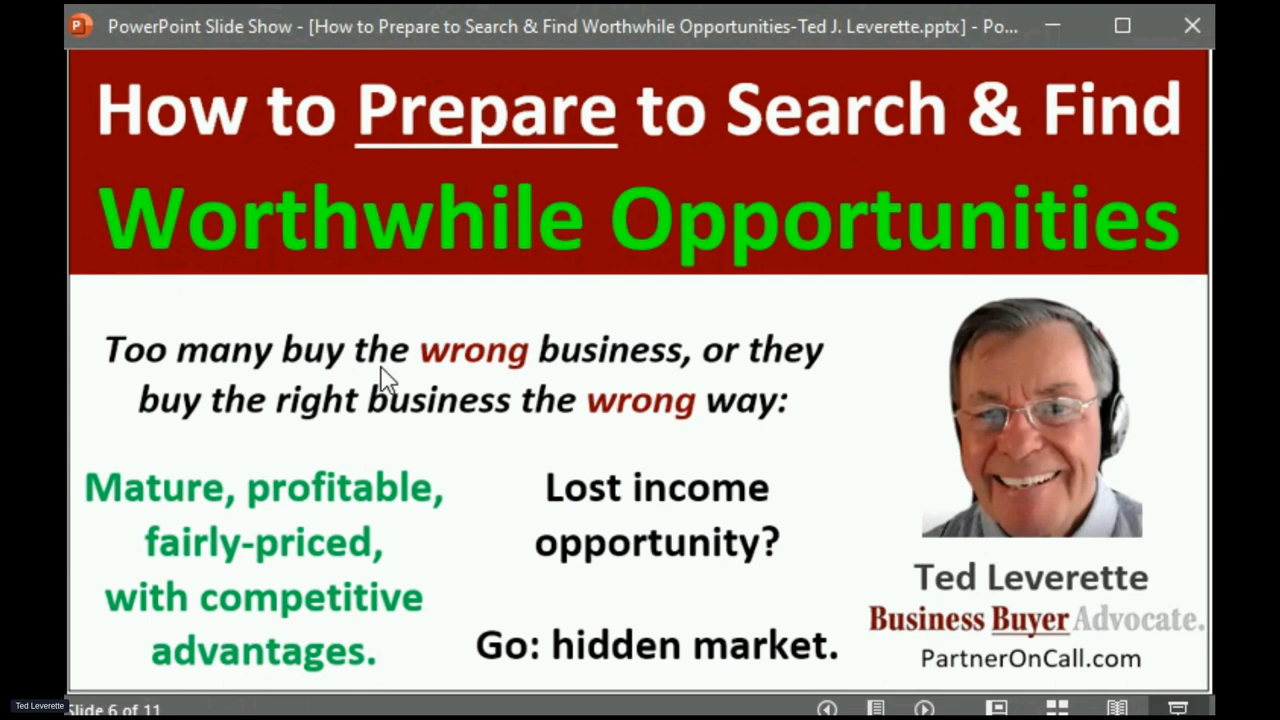 PowerPoint Slide Show - [How to Prepare to Search & Find Worthwhile Opportunities-Ted J. Leverette.pptx] - Po...
How to Prepare to Search & Find
Worthwhile Opportunities
Too many buy the wrong business, or they
buy the right business the wrong way:
Mature, profitable,
fairly-priced,
with competitive
advantages.
Lost income
opportunity?
Go: hidden market.
Ted Leverette
Business Buyer Advocate.
PartnerOnCall.com
Ted Leverette
Slide 6 of 11